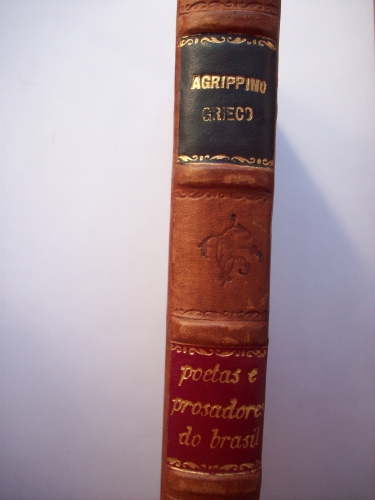 AGRIPPINO
GRIECO
poetas e
prosadores
do brasil